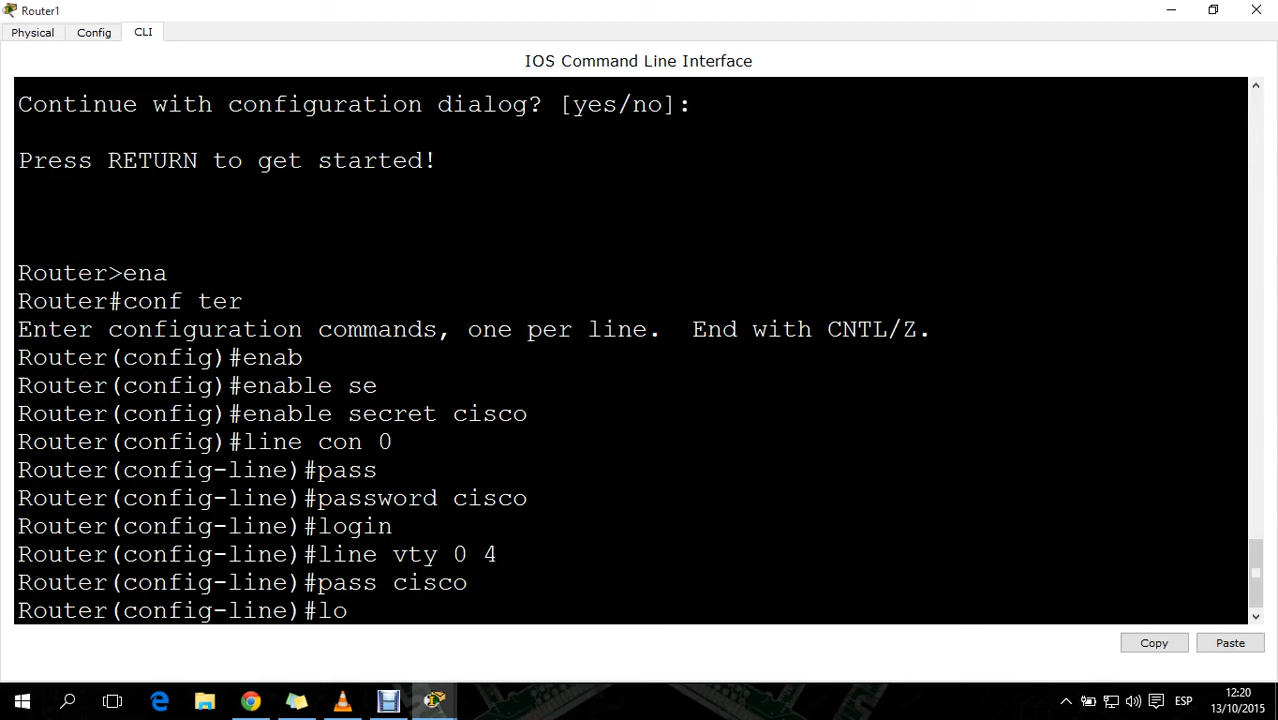 Router1
Physical Config CLI
IOS Command Line Interface
Continue with configuration dialog? [yes/no]:
Press RETURN to get started!
Router>ena
Router#conf ter
Enter configuration commands, one per line.  End with CNTL/Z.
Router(config)#enab
Router(config)#enable se
Router(config)#enable secret cisco
Router(config)#line con 0
Router(config-line)#pass
Router(config-line)#password cisco
Router(config-line)#login
Router(config-line)#line vty 0 4
Router(config-line)#pass cisco
Router(config-line)#lo
Copy Paste
ESP
12:20
13/10/2015